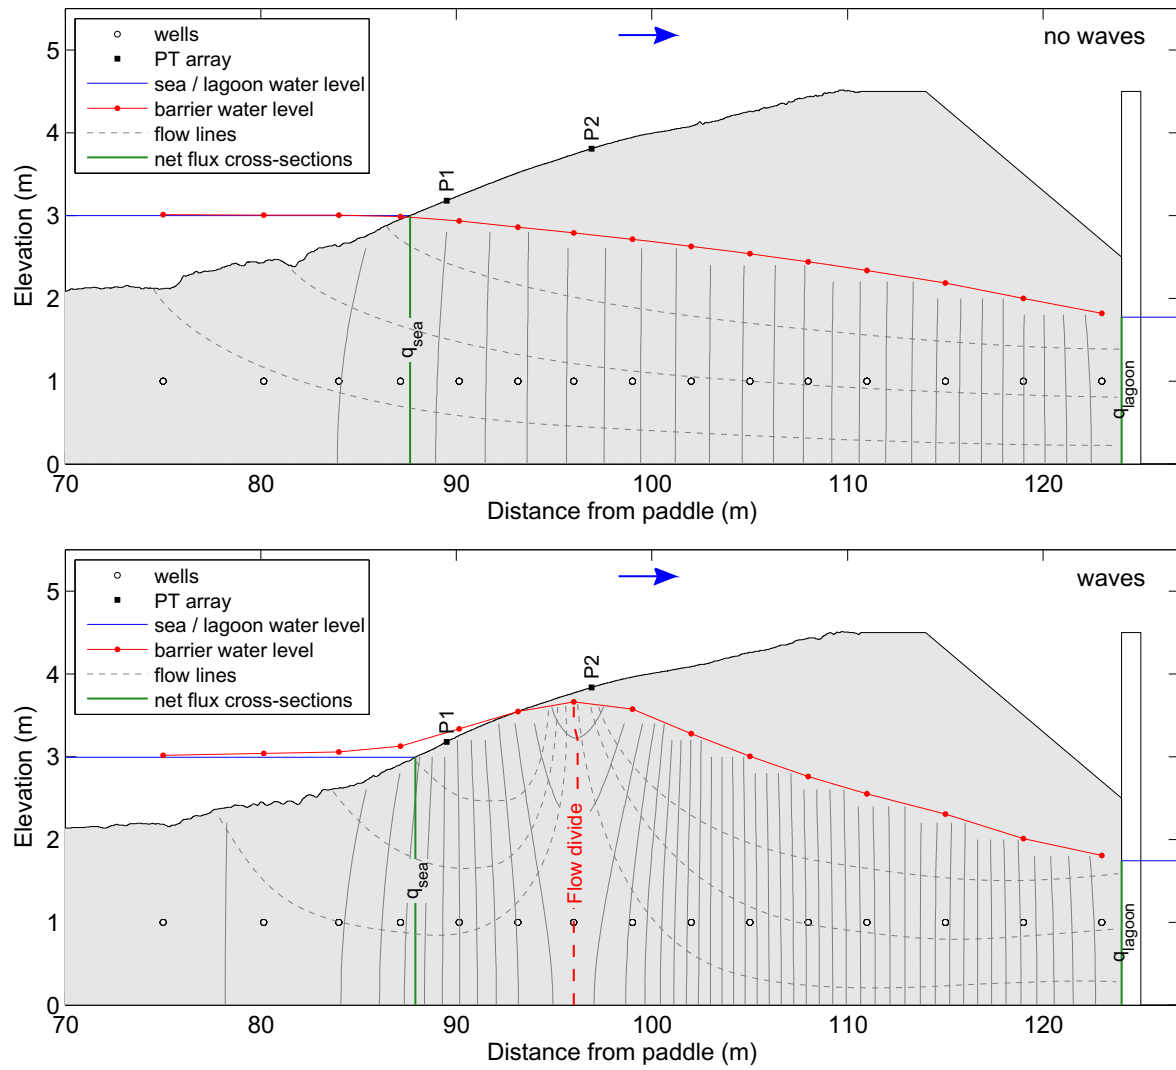 no waves
wells
PT array
sea / lagoon water level
barrier water level
flow lines
net flux cross-sections
5
4
3
2
1
0
Elevation (m)
P1
P2
q_sea
q_lagoon
70
80
90
100
110
120
Distance from paddle (m)
waves
wells
PT array
sea / lagoon water level
barrier water level
flow lines
net flux cross-sections
5
4
3
2
1
0
Elevation (m)
P1
P2
q_sea
Flow divide
q_lagoon
70
80
90
100
110
120
Distance from paddle (m)